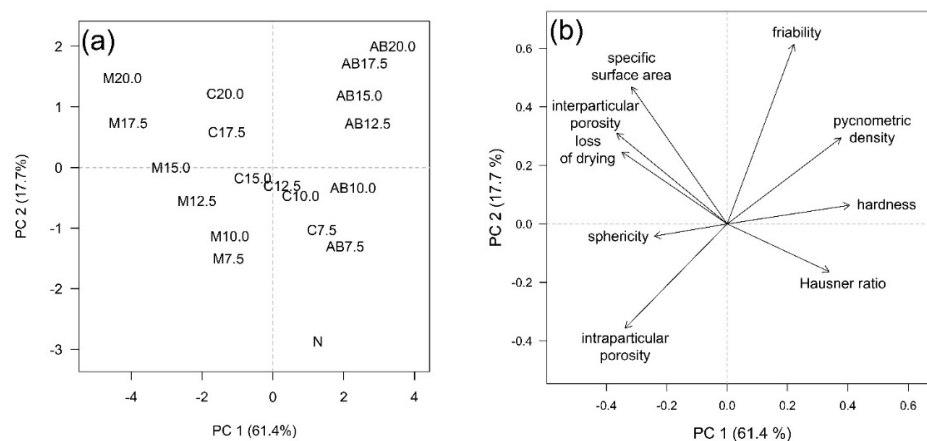 (a)
2
1
0
-1
-2
-3
PC 2 (17.7%)
AB20.0
AB17.5
M20.0
C20.0
AB15.0
M17.5
C17.5
AB12.5
M15.0
C15.0
C12.5
AB10.0
M12.5
C10.0
M10.0
C7.5
M7.5
AB7.5
N
-4
-2
0
2
4
PC 1 (61.4%)
(b)
0.6
0.4
0.2
0.0
-0.2
-0.4
PC 2 (17.7 %)
friability
specific
surface area
interparticular
porosity
loss
of drying
pycnometric
density
hardness
sphericity
Hausner ratio
intraparticular
porosity
-0.4
-0.2
0.0
0.2
0.4
0.6
PC 1 (61.4 %)